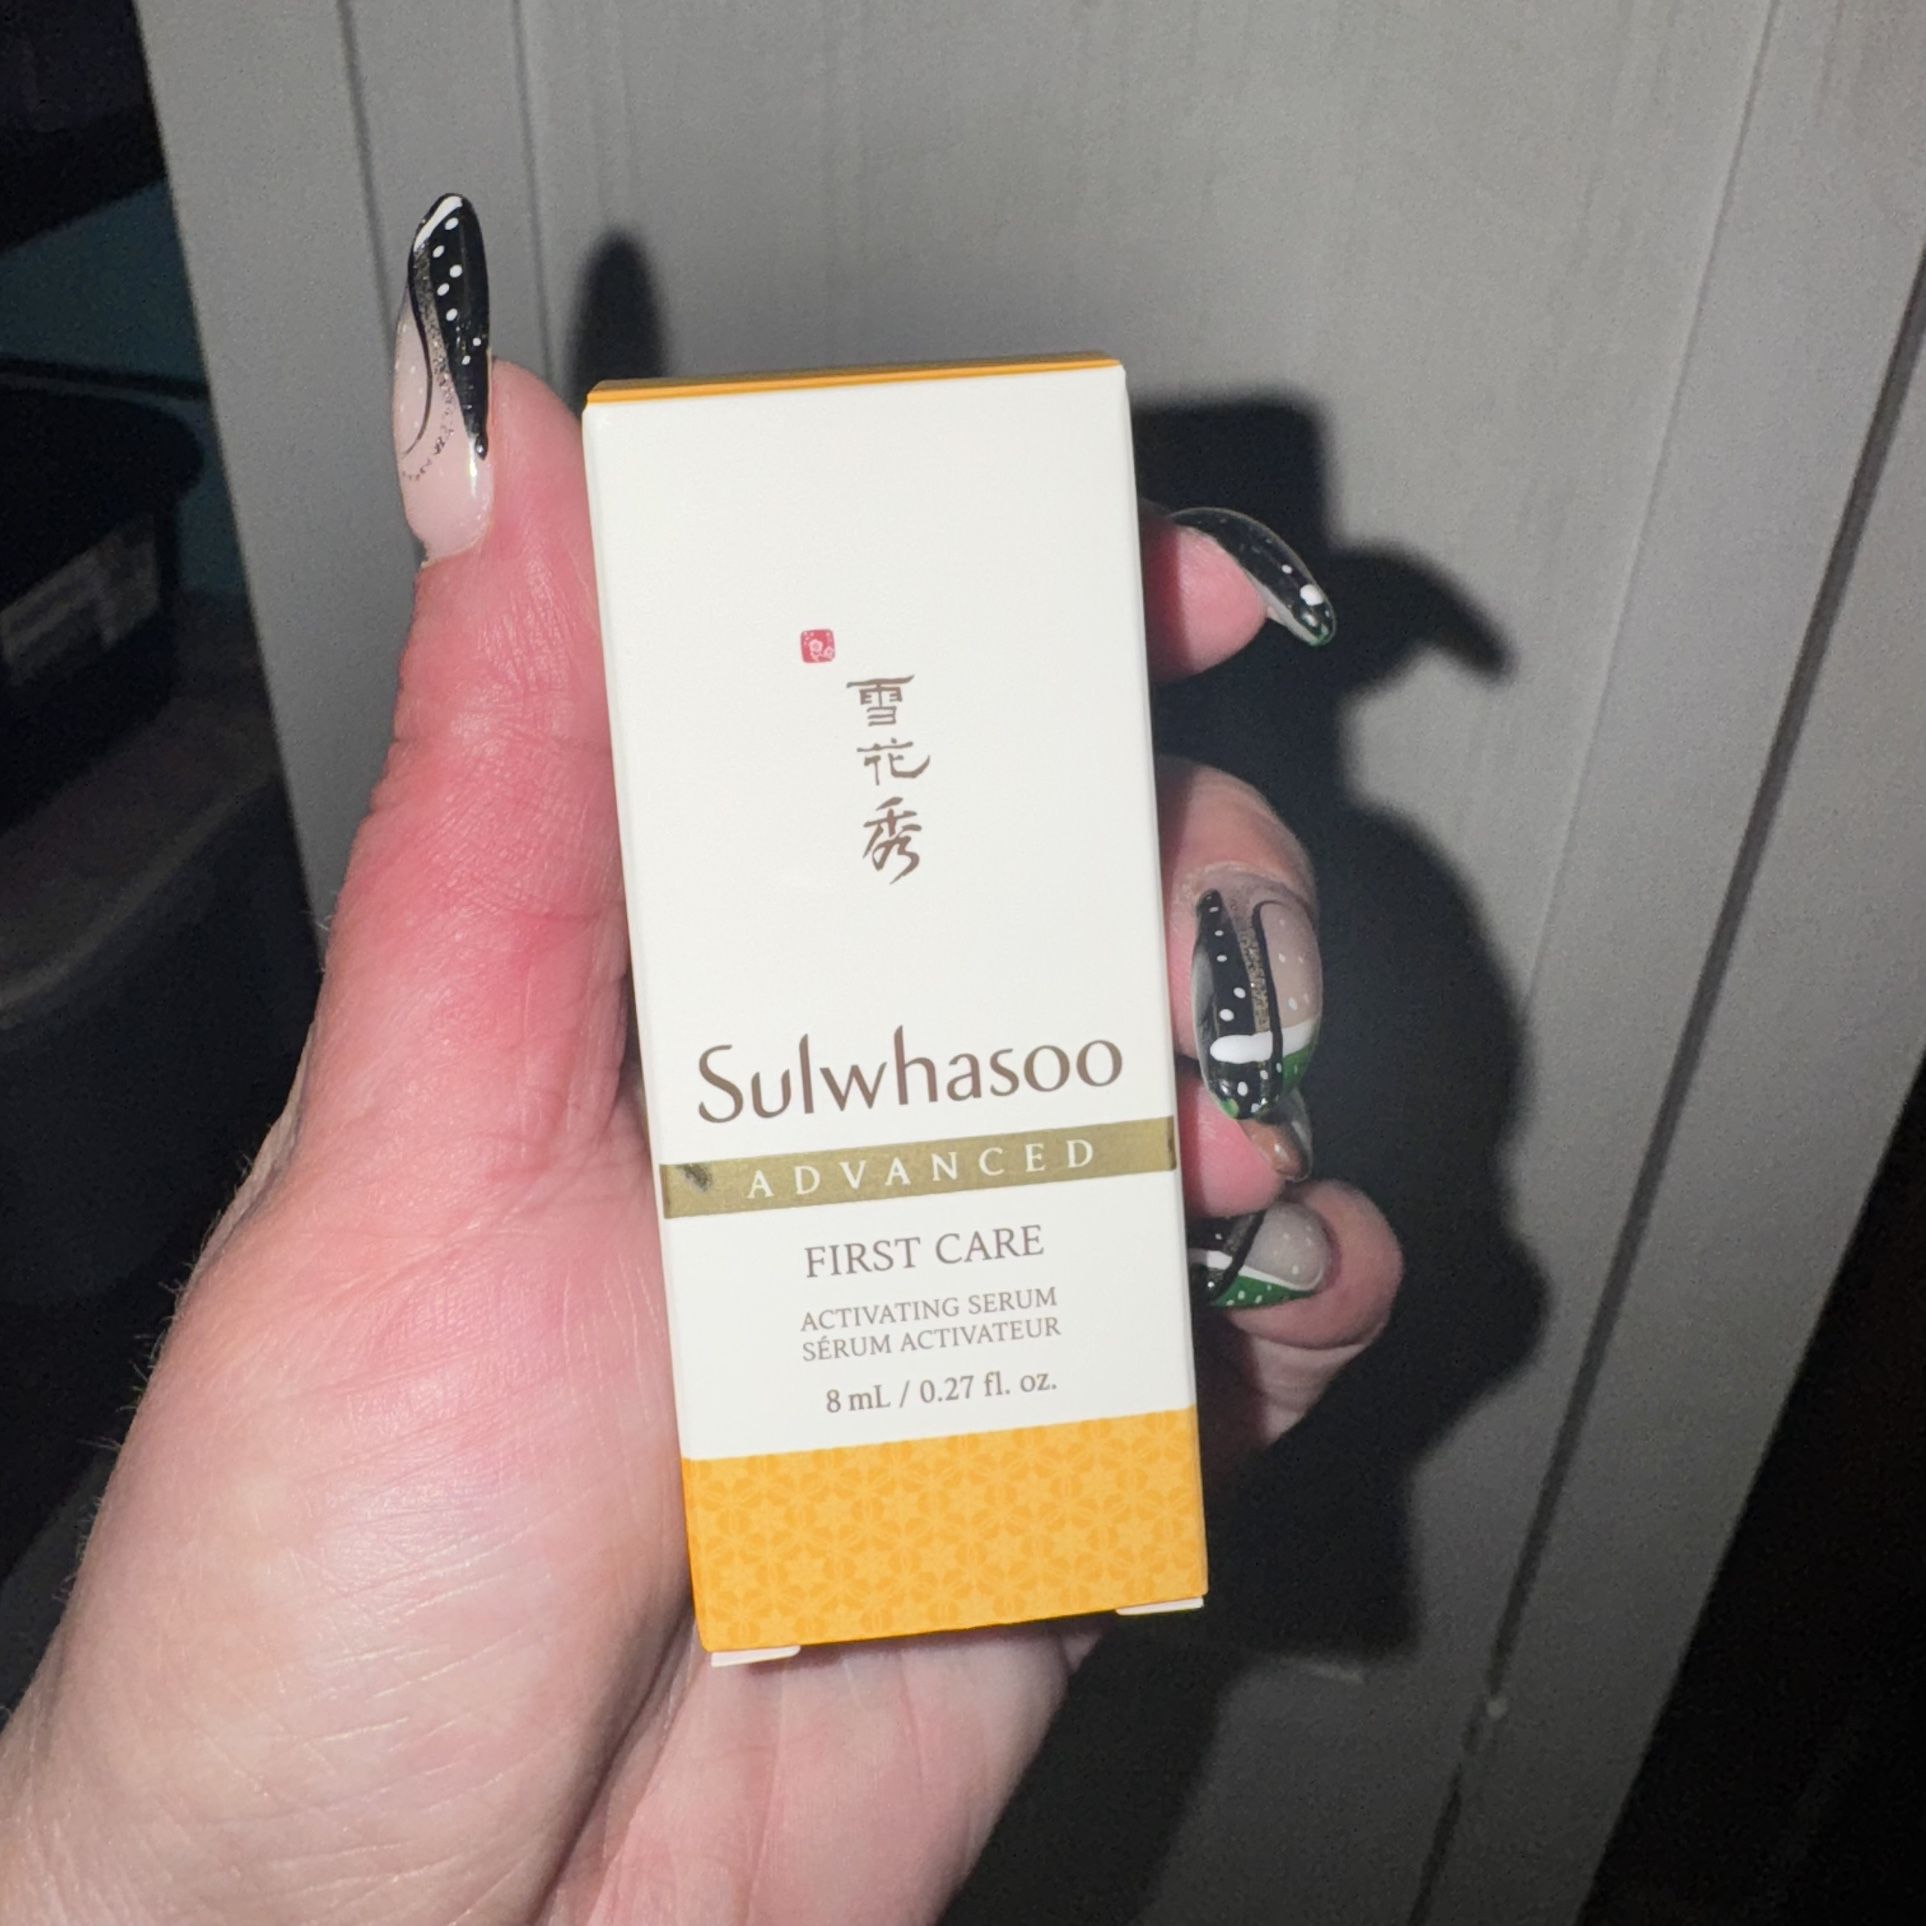 雪
花
秀
Sulwhasoo
ADVANCED
FIRST CARE
ACTIVATING SERUM
SÉRUM ACTIVATEUR
8 mL / 0.27 fl. oz.